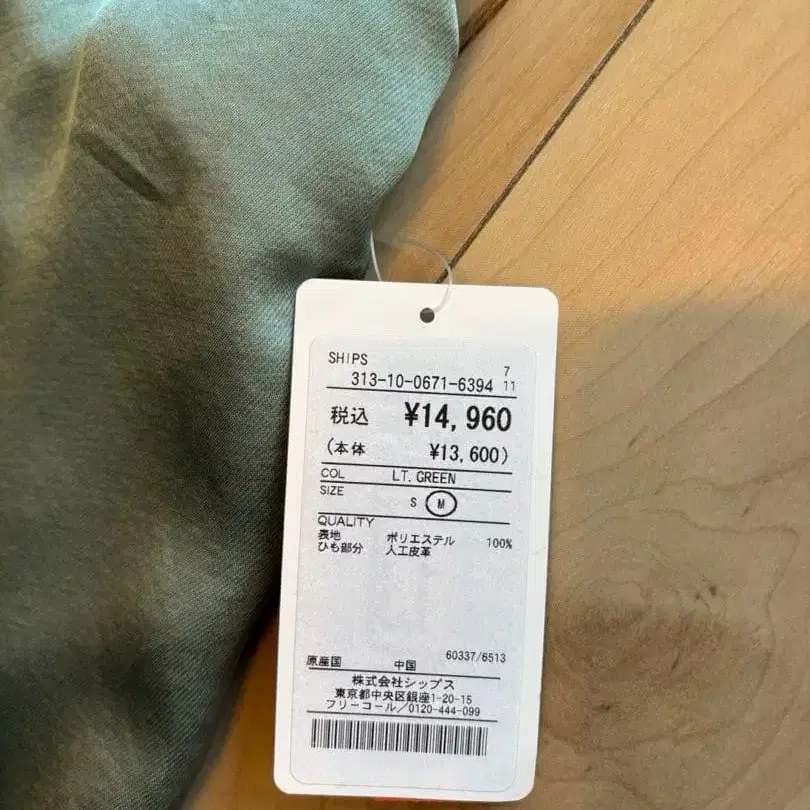 SHIPS
313-10-0671-6394 7 11
税込 ¥14,960
(本体 ¥13,600)
COL LT. GREEN
SIZE S M
QUALITY
表地 ポリエステル 100%
ひも部分 人工皮革
60337/6513
原産国 中国
株式会社シップス
東京都中央区銀座1-20-15
フリーコール/0120-444-099